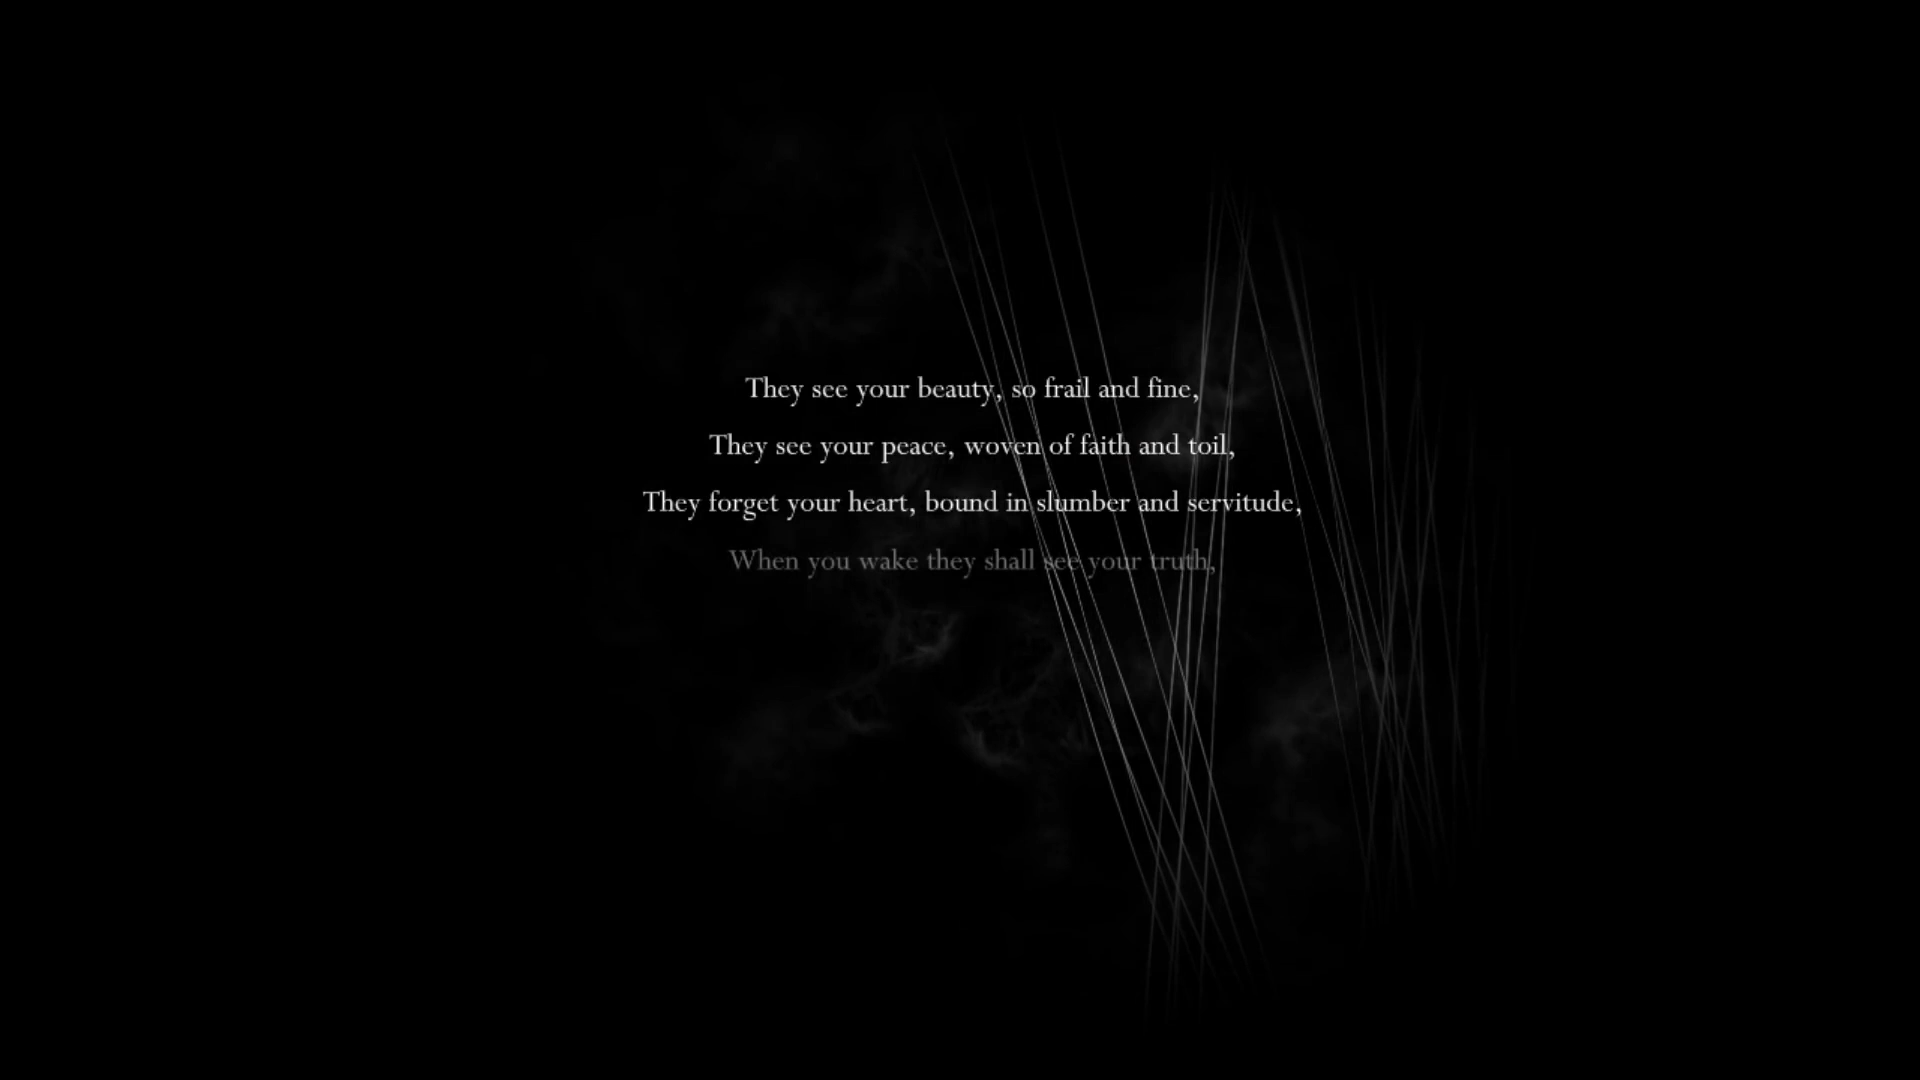 They see your beauty, so frail and fine,
They see your peace, woven of faith and toil,
They forget your heart, bound in slumber and servitude,
When you wake they shall see your truth,